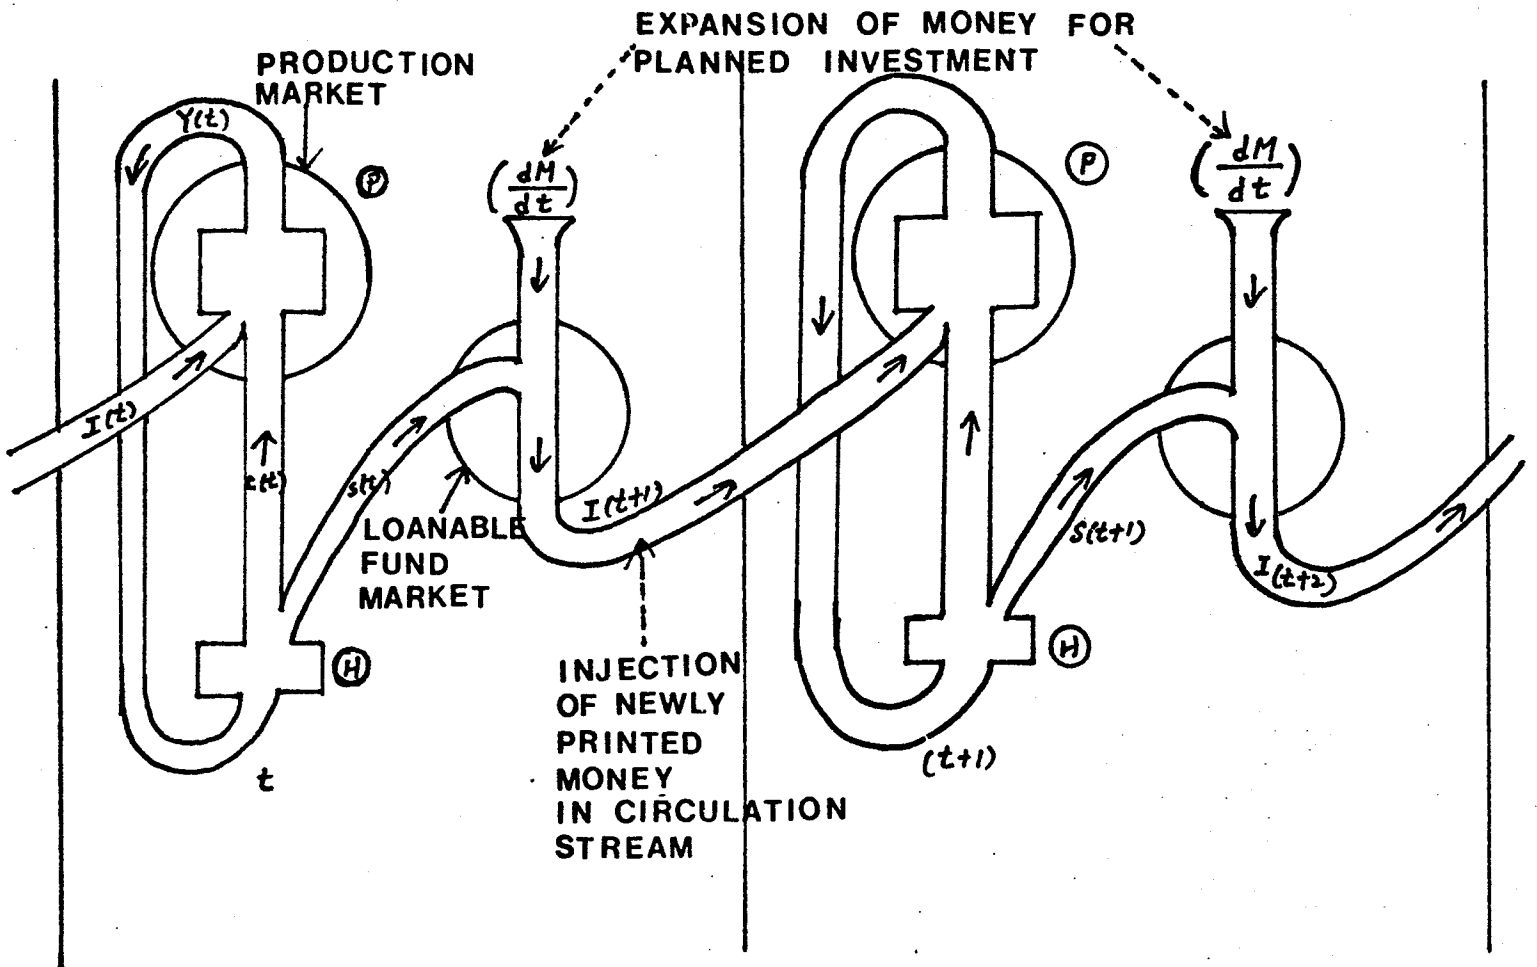 EXPANSION OF MONEY FOR
PLANNED INVESTMENT
PRODUCTION
MARKET
Y(t)
P
(dM/dt)
P
(dM/dt)
I(t)
c(t)
s(t)
I(t+1)
LOANABLE
FUND
MARKET
S(t+1)
I(t+2)
H
H
INJECTION
OF NEWLY
PRINTED
MONEY
IN CIRCULATION
STREAM
t
(t+1)